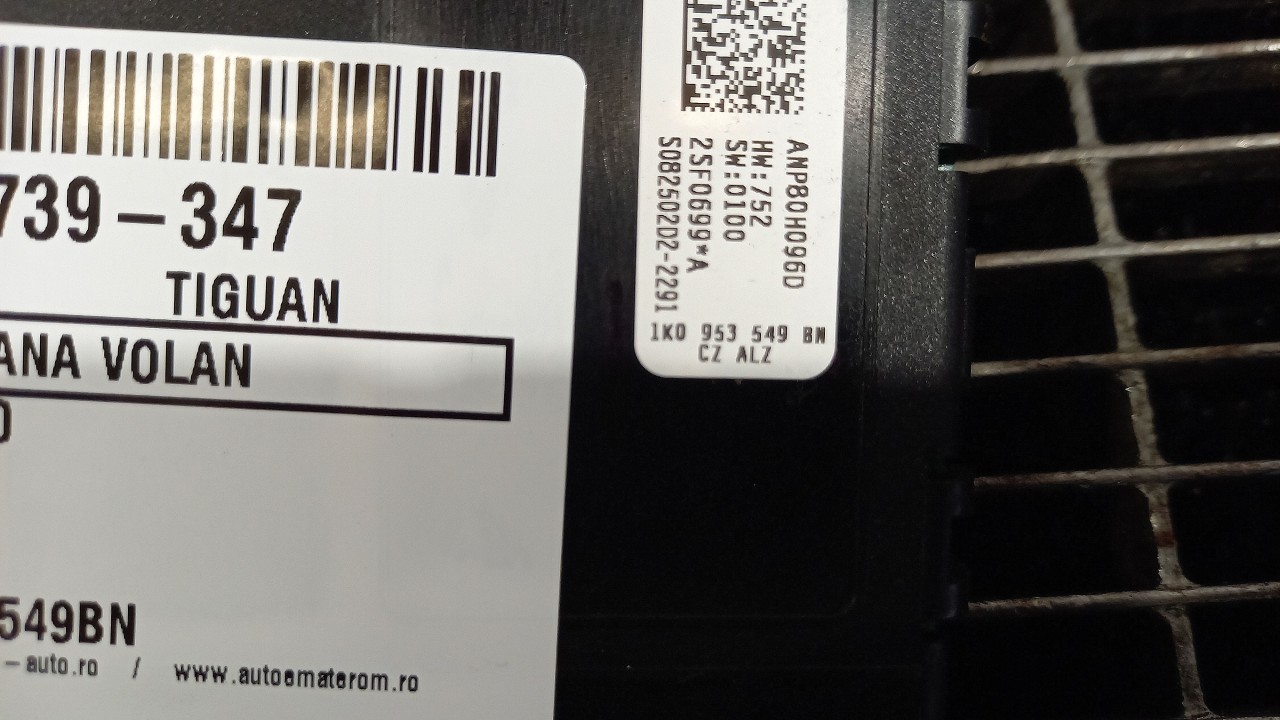 739-347
TIGUAN
ANA VOLAN
549BN
-auto.ro / www.autoematerom.ro
ANP80H096D
HW:752
SW:0100
2SF0699*A
S0B2502D2-2291
1K0 953 549 BN
CZ ALZ